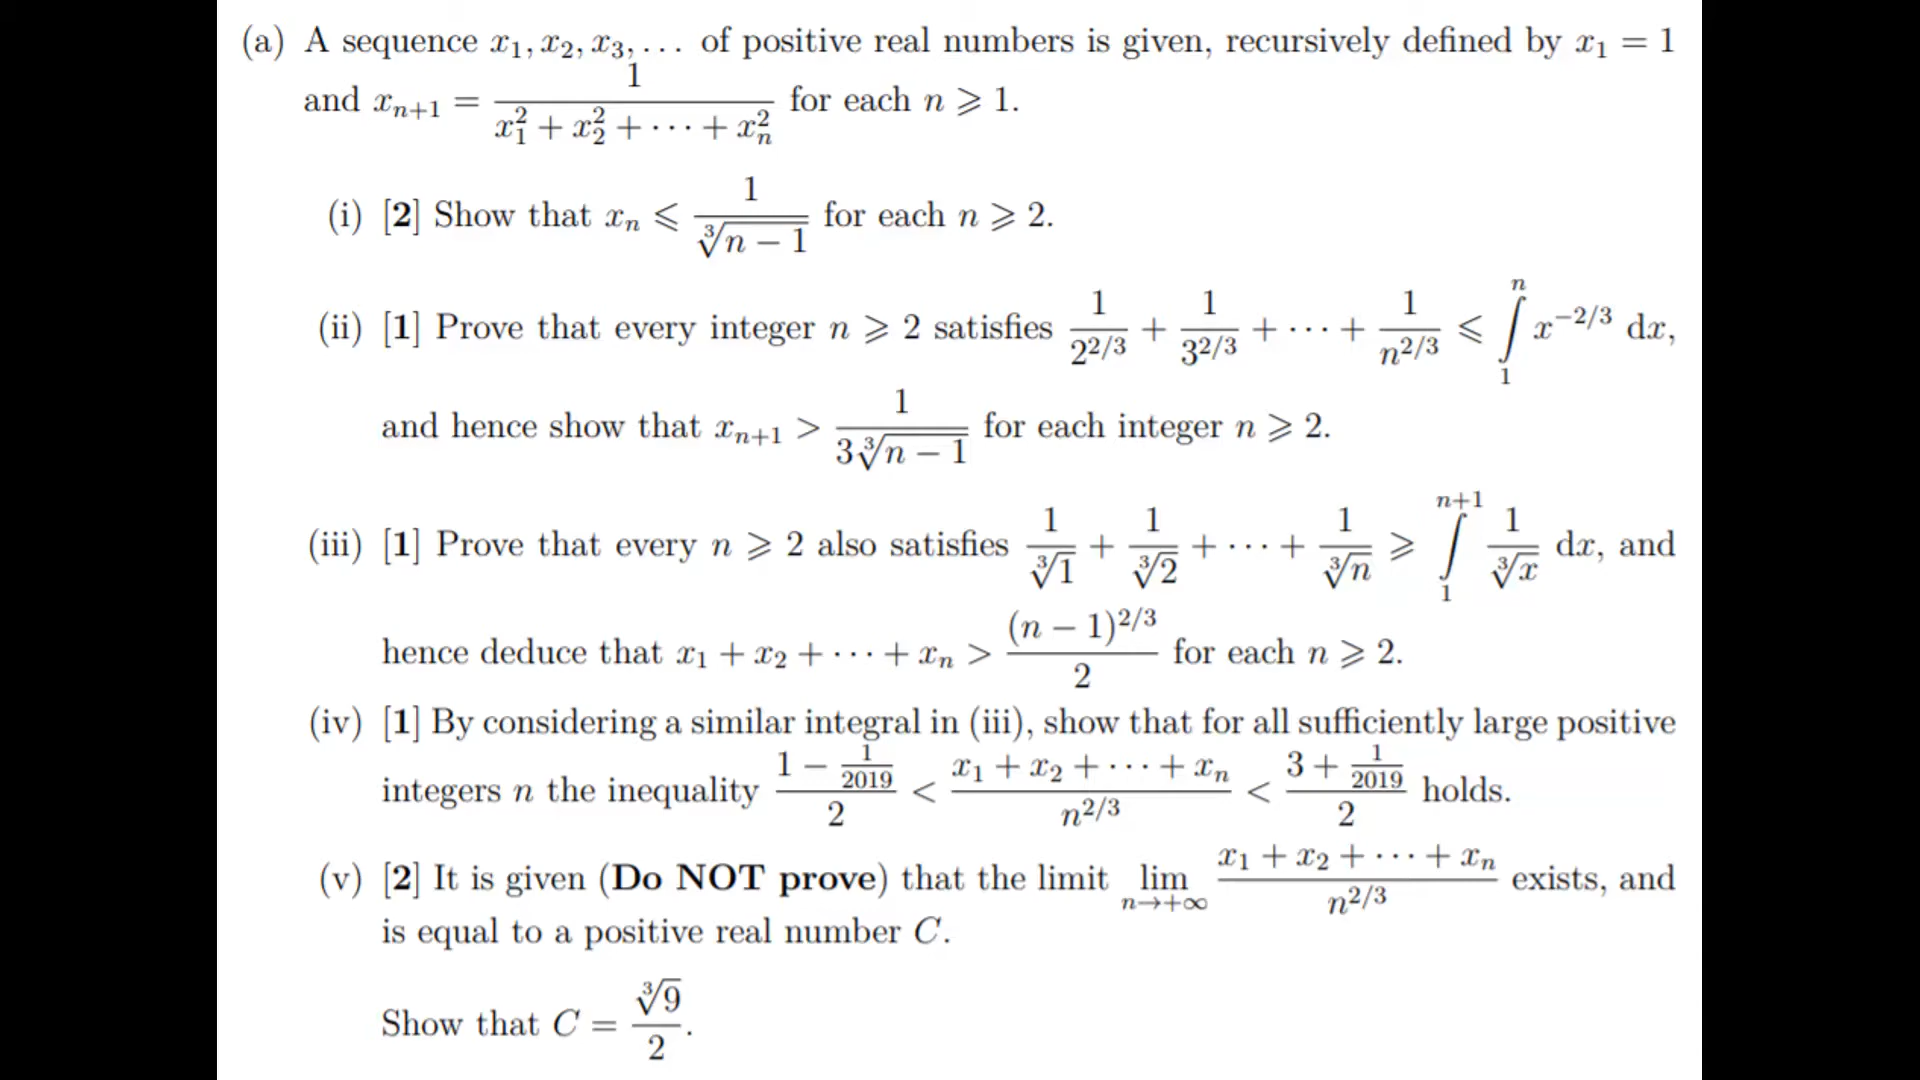 (a) A sequence x₁, x₂, x₃, . . . of positive real numbers is given, recursively defined by x₁ = 1
and xₙ₊₁ = 1 / (x₁² + x₂² + · · · + xₙ²) for each n ⩾ 1.
(i) [2] Show that xₙ ⩽ 1 / ∛(n − 1) for each n ⩾ 2.
(ii) [1] Prove that every integer n ⩾ 2 satisfies 1/2^(2/3) + 1/3^(2/3) + · · · + 1/n^(2/3) ⩽ ∫₁ⁿ x^(−2/3) dx,
and hence show that xₙ₊₁ > 1 / (3∛(n − 1)) for each integer n ⩾ 2.
(iii) [1] Prove that every n ⩾ 2 also satisfies 1/∛1 + 1/∛2 + · · · + 1/∛n ⩾ ∫₁ⁿ⁺¹ 1/∛x dx, and
hence deduce that x₁ + x₂ + · · · + xₙ > (n − 1)^(2/3) / 2 for each n ⩾ 2.
(iv) [1] By considering a similar integral in (iii), show that for all sufficiently large positive
integers n the inequality (1 − 1/2019) / 2 < (x₁ + x₂ + · · · + xₙ) / n^(2/3) < (3 + 1/2019) / 2 holds.
(v) [2] It is given (Do NOT prove) that the limit lim n→+∞ (x₁ + x₂ + · · · + xₙ) / n^(2/3) exists, and
is equal to a positive real number C.
Show that C = ∛9 / 2.